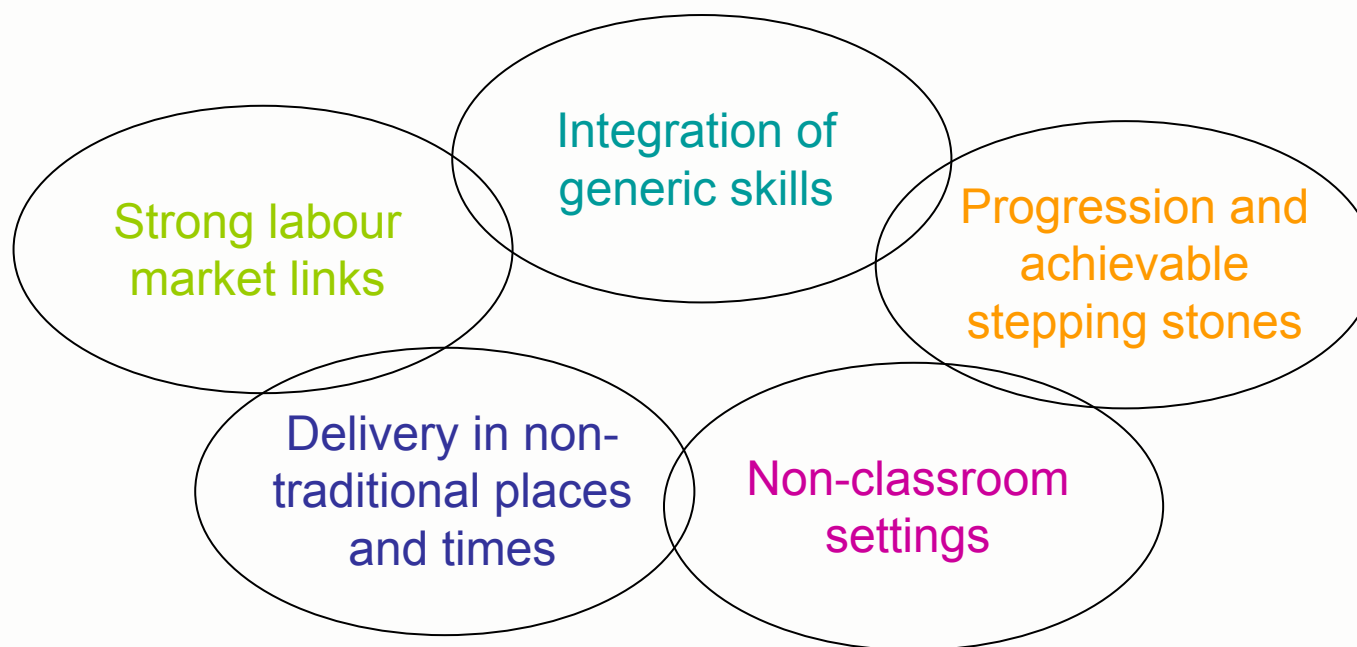 Integration of
generic skills
Strong labour
market links
Progression and
achievable
stepping stones
Delivery in non-
traditional places
and times
Non-classroom
settings